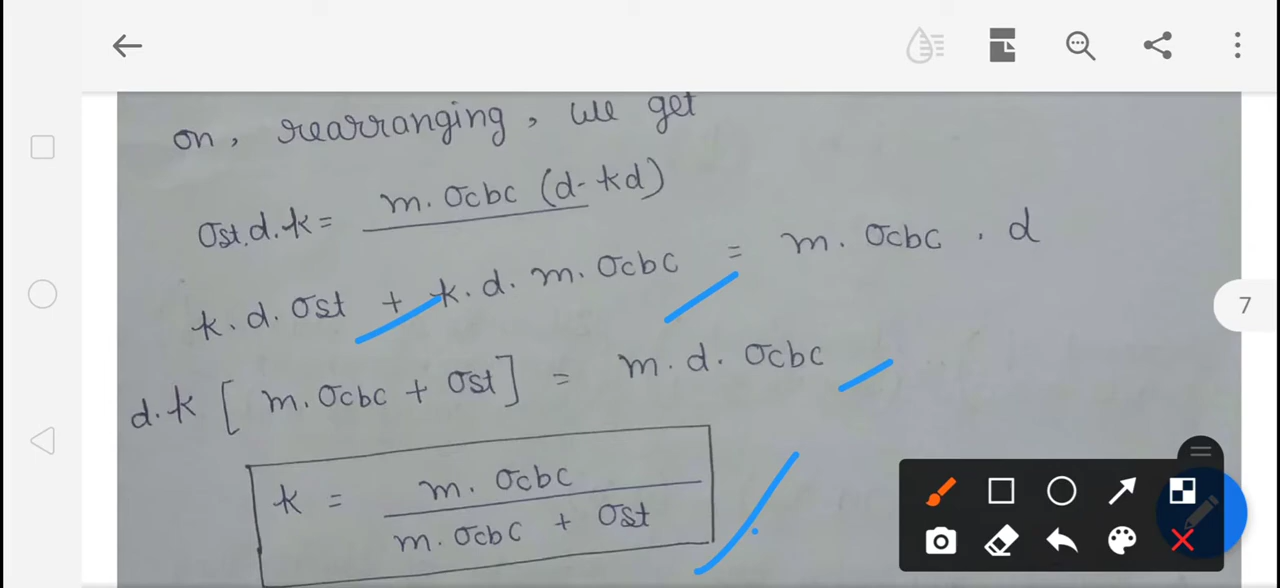 on, rearranging, we get
σst.d.k = m.σcbc (d-kd)
k.d.σst + k.d.m.σcbc = m.σcbc.d
d.k [m.σcbc + σst] = m.d.σcbc
k = m.σcbc
m.σcbc + σst
7